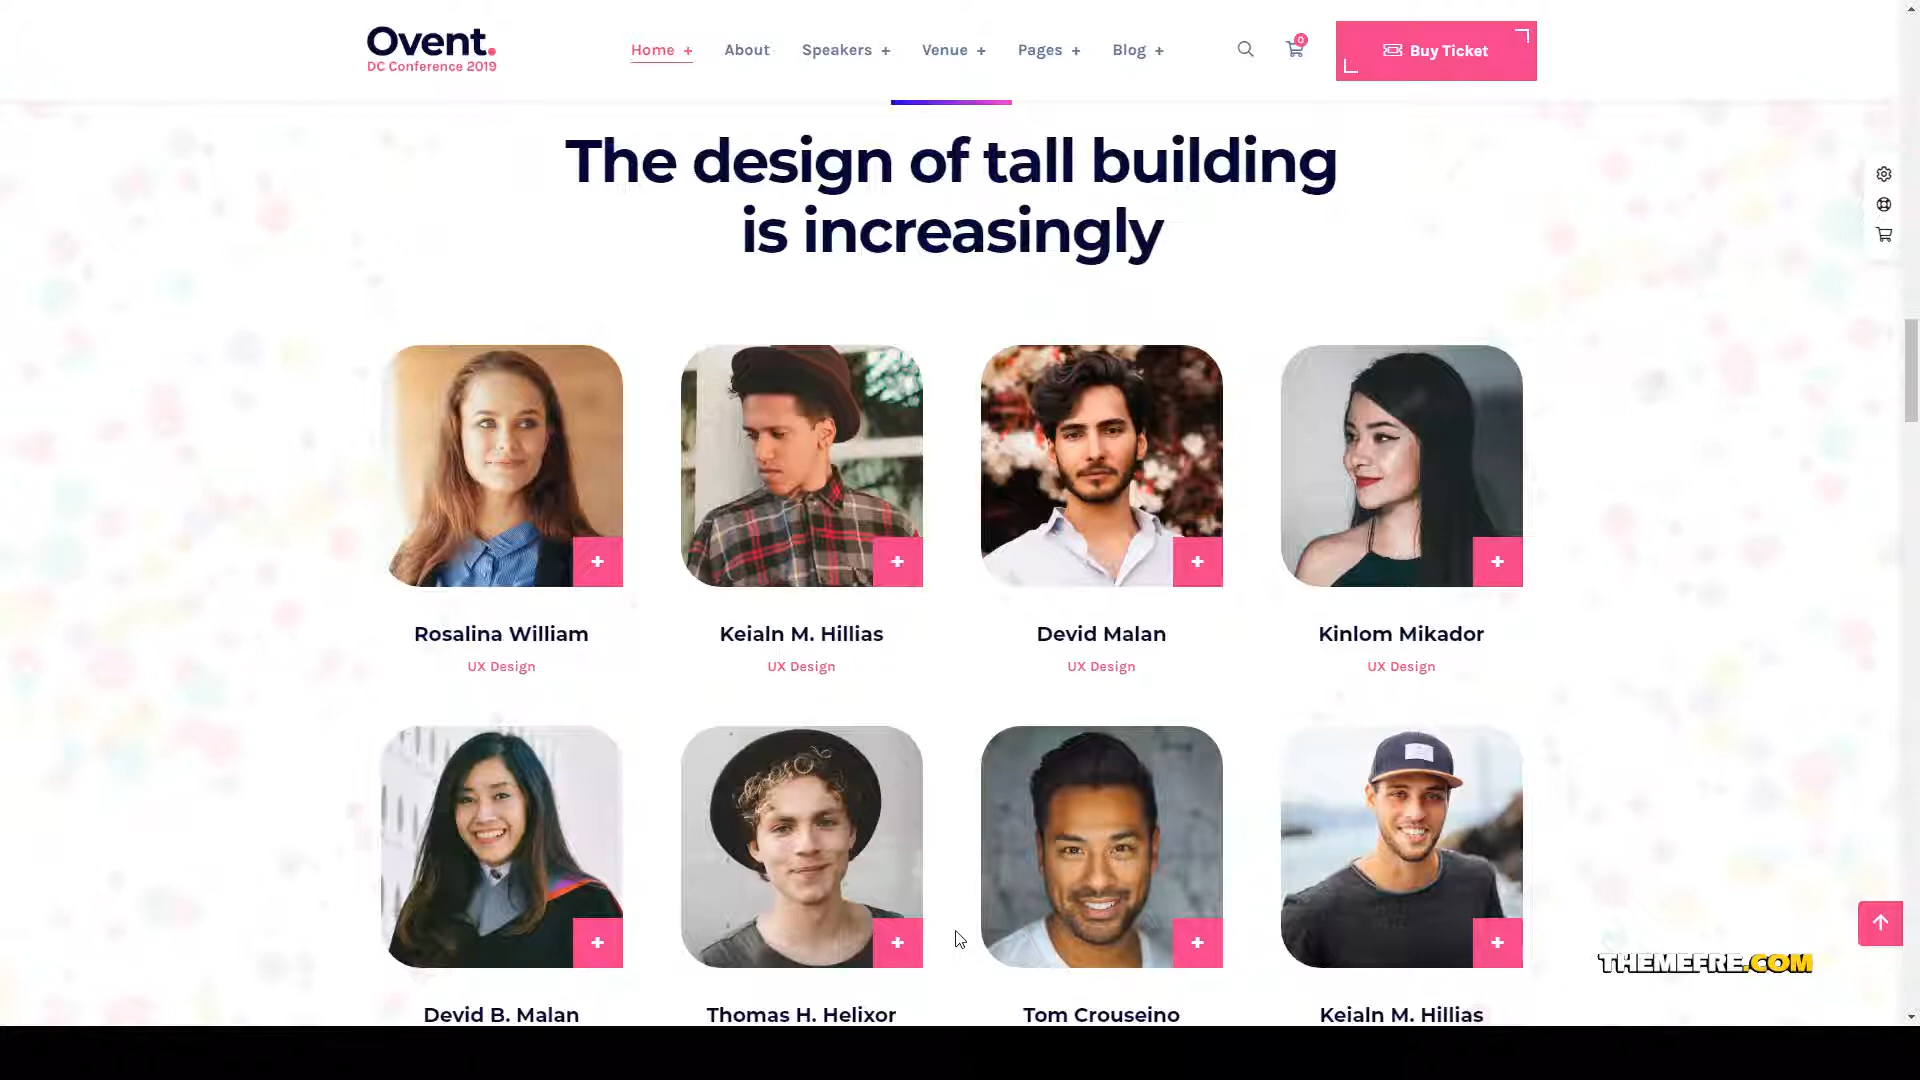 Ovent.
DC Conference 2019
Home + About Speakers + Venue + Pages + Blog + 0 Buy Ticket
The design of tall building
is increasingly
Rosalina William Keialn M. Hillias Devid Malan Kinlom Mikador
UX Design UX Design UX Design UX Design
THEMEFRE.COM
Devid B. Malan Thomas H. Helixor Tom Crouseino Keialn M. Hillias